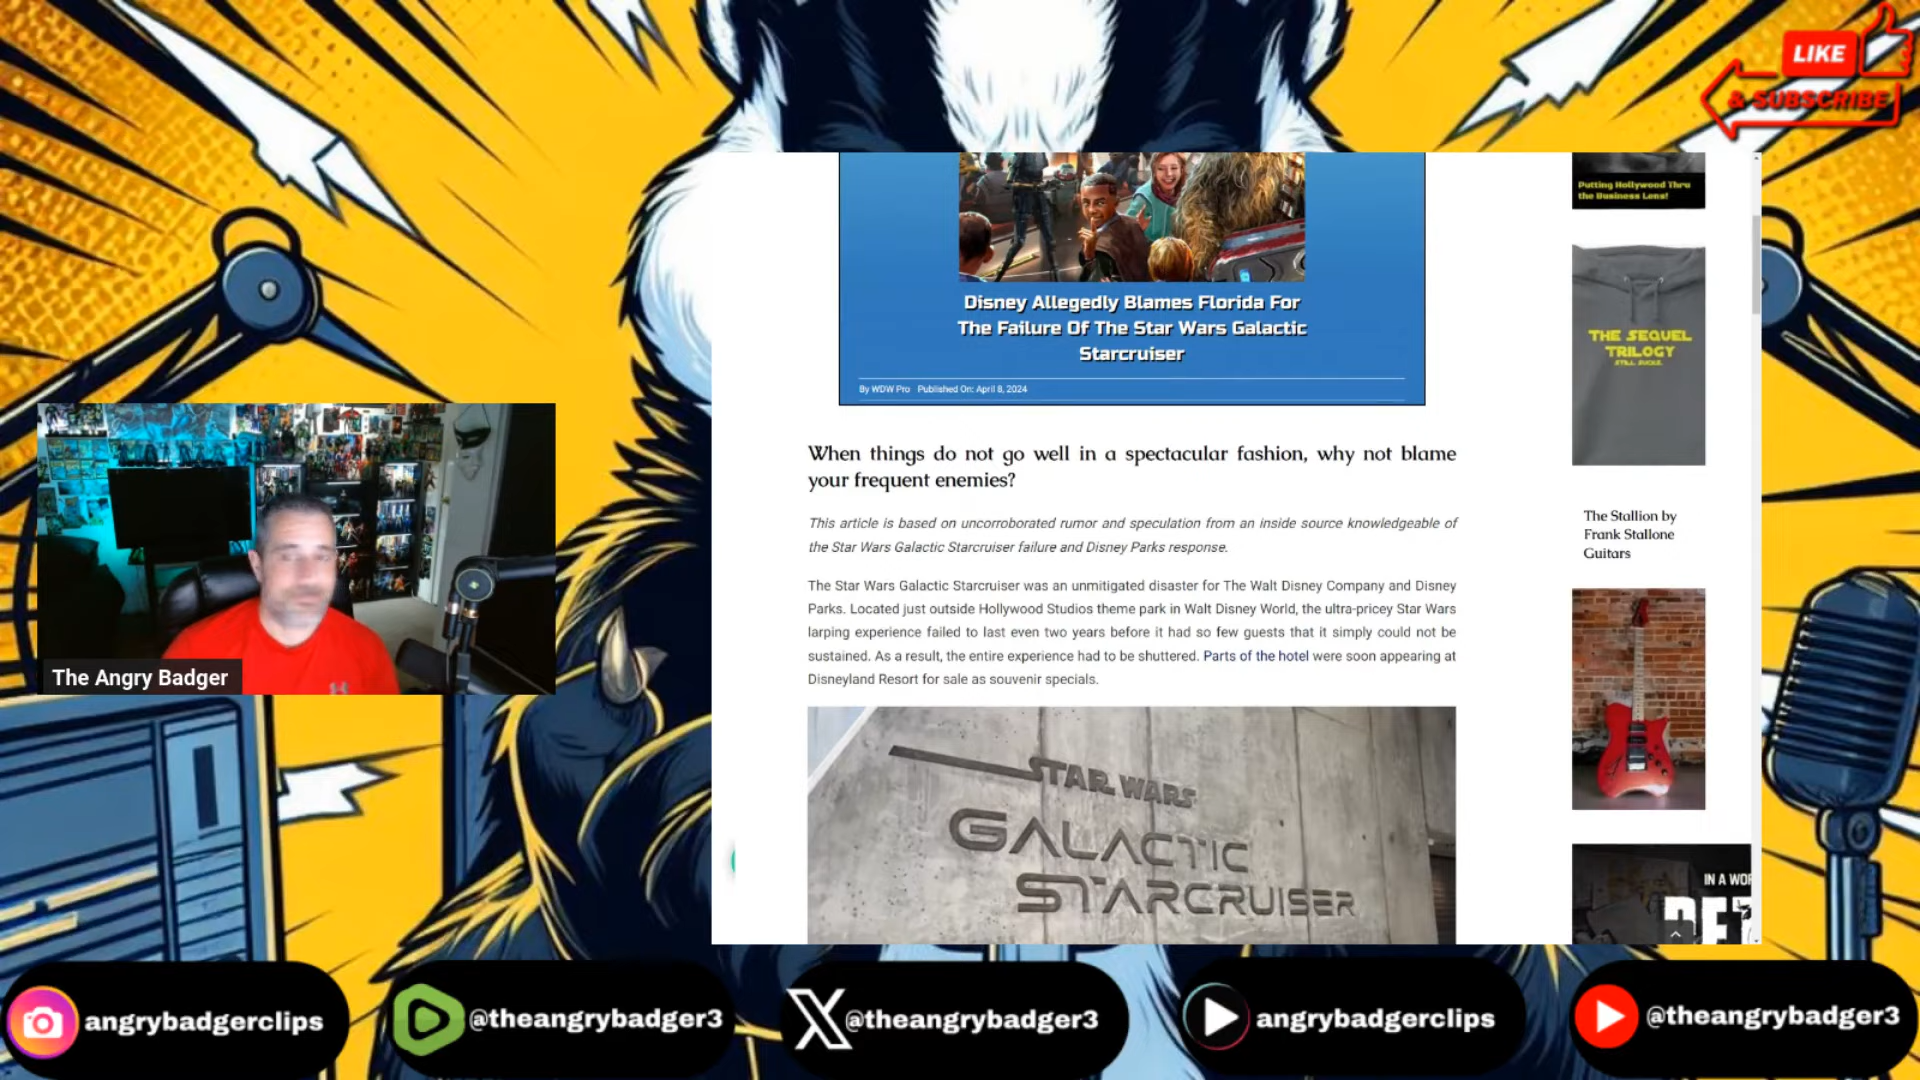 LIKE
& SUBSCRIBE
Putting Hollywood Thru
the Business Lens!
Disney Allegedly Blames Florida For
The Failure Of The Star Wars Galactic
Starcruiser
By WDW Pro Published On: April 8, 2024
THE SEQUEL
TRILOGY
STILL SUCKS.
When things do not go well in a spectacular fashion, why not blame
your frequent enemies?
This article is based on uncorroborated rumor and speculation from an inside source knowledgeable of
the Star Wars Galactic Starcruiser failure and Disney Parks response.
The Stallion by
Frank Stallone
Guitars
The Star Wars Galactic Starcruiser was an unmitigated disaster for The Walt Disney Company and Disney
Parks. Located just outside Hollywood Studios theme park in Walt Disney World, the ultra-pricey Star Wars
larping experience failed to last even two years before it had so few guests that it simply could not be
sustained. As a result, the entire experience had to be shuttered. Parts of the hotel were soon appearing at
Disneyland Resort for sale as souvenir specials.
The Angry Badger
STAR WARS
GALACTIC
STARCRUISER
IN A WO
angrybadgerclips
@theangrybadger3
@theangrybadger3
angrybadgerclips
@theangrybadger3